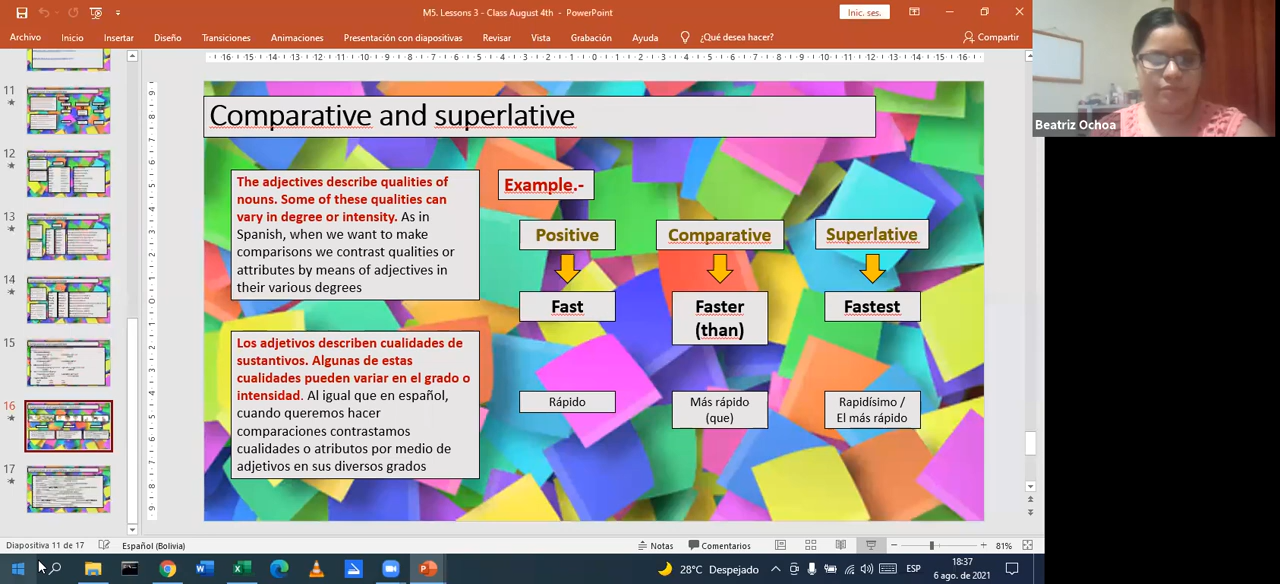 M5. Lessons 3 - Class August 4th - PowerPoint
Inic. ses.
Archivo Inicio Insertar Diseño Transiciones Animaciones Presentación con diapositivas Revisar Vista Grabación Ayuda ¿Qué desea hacer? Compartir
Beatriz Ochoa
11
12
13
14
15
16
17
Comparative and superlative
The adjectives describe qualities of
nouns. Some of these qualities can
vary in degree or intensity. As in
Spanish, when we want to make
comparisons we contrast qualities or
attributes by means of adjectives in
their various degrees
Los adjetivos describen cualidades de
sustantivos. Algunas de estas
cualidades pueden variar en el grado o
intensidad. Al igual que en español,
cuando queremos hacer
comparaciones contrastamos
cualidades o atributos por medio de
adjetivos en sus diversos grados
Example.-
Positive Comparative Superlative
Fast
Faster
(than)
Fastest
Rápido
Más rápido
(que)
Rapidísimo /
El más rápido
Diapositiva 11 de 17 Español (Bolivia) Notas Comentarios 81%
28°C Despejado ESP
18:37
6 ago. de 2021